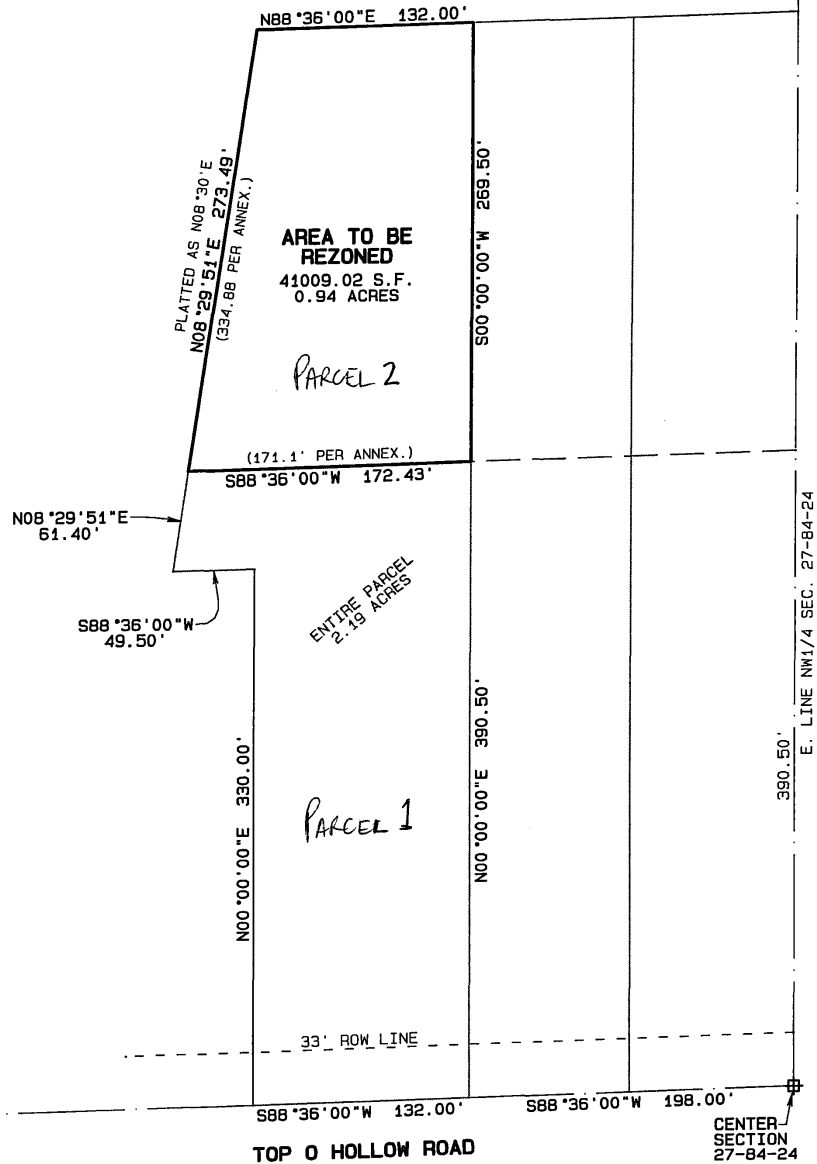 N88°36'00"E 132.00'
PLATTED AS N08°30'E
N08°29'51"E 273.49'
(334.88 PER ANNEX.)
AREA TO BE
REZONED
41009.02 S.F.
0.94 ACRES
S00°00'00"W 269.50'
PARCEL 2
(171.1' PER ANNEX.)
S88°36'00"W 172.43'
N08°29'51"E
61.40'
S88°36'00"W
49.50'
ENTIRE PARCEL
2.19 ACRES
E. LINE NW1/4 SEC. 27-84-24
N00°00'00"E 390.50'
390.50'
N00°00'00"E 330.00'
PARCEL 1
33' ROW LINE
S88°36'00"W 132.00'
S88°36'00"W 198.00'
TOP O HOLLOW ROAD
CENTER
SECTION
27-84-24